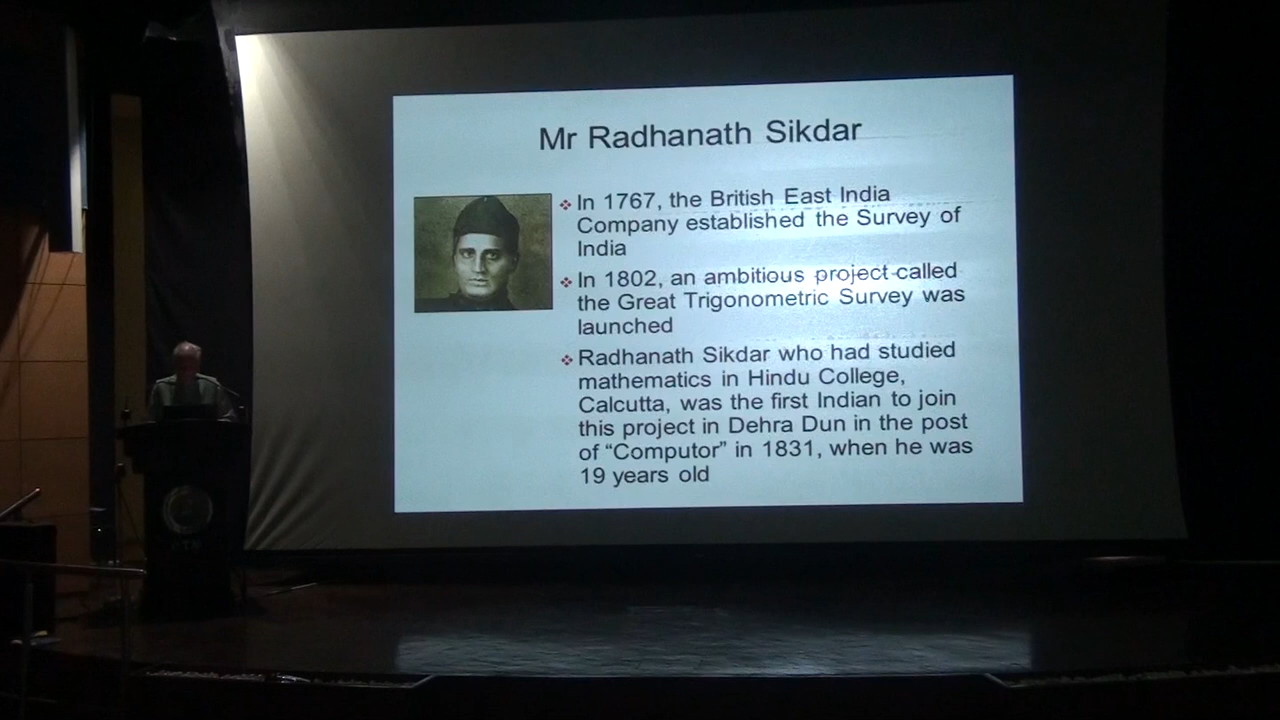 Mr Radhanath Sikdar
❖ In 1767, the British East India
Company established the Survey of
India
❖ In 1802, an ambitious project called
the Great Trigonometric Survey was
launched
❖ Radhanath Sikdar who had studied
mathematics in Hindu College,
Calcutta, was the first Indian to join
this project in Dehra Dun in the post
of “Computor” in 1831, when he was
19 years old